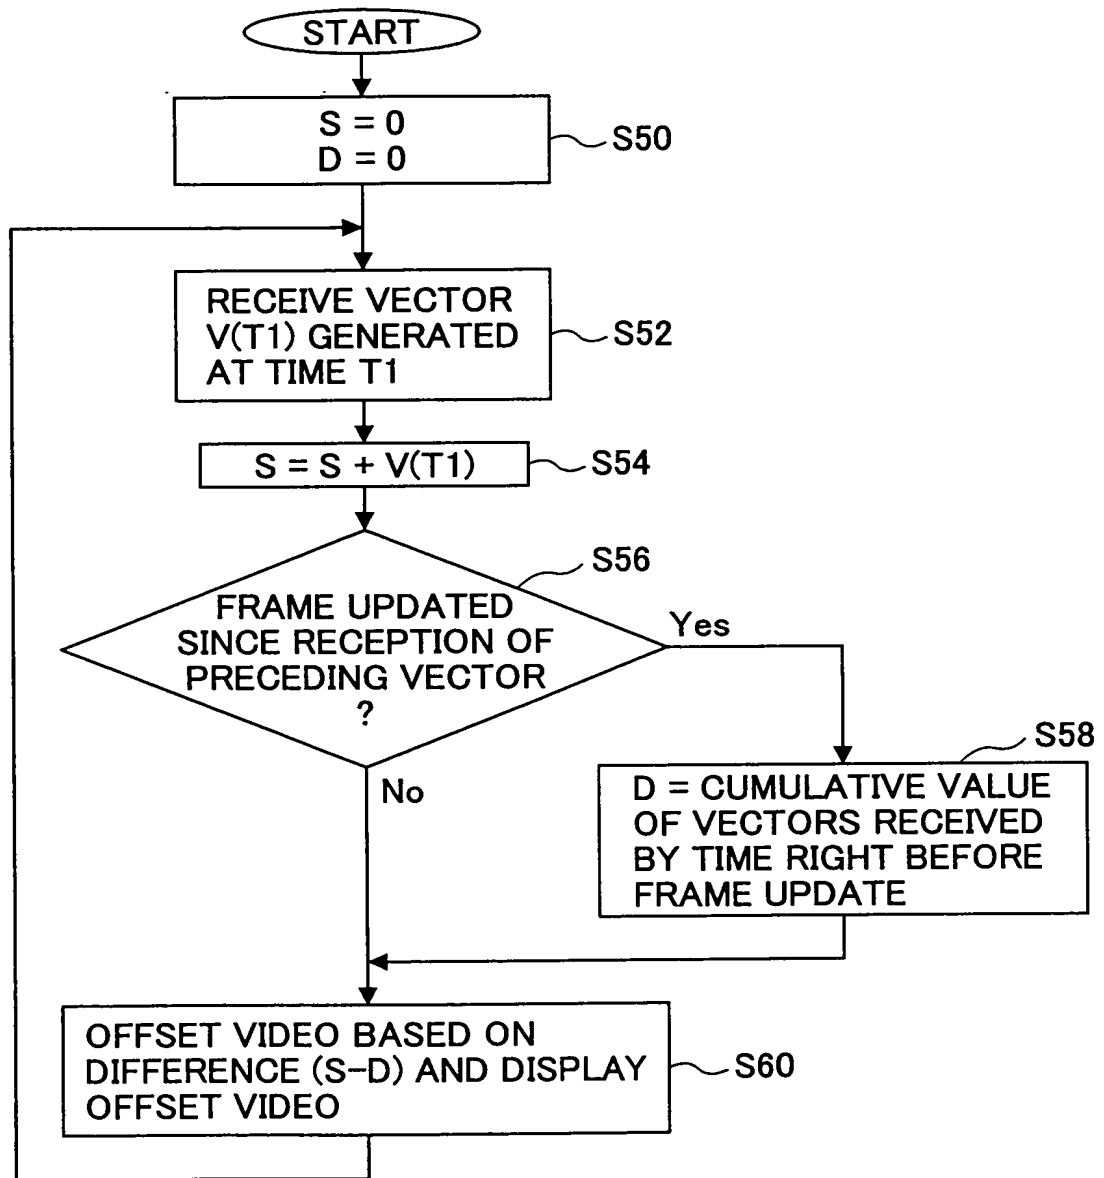 START
S = 0
D = 0
S50
RECEIVE VECTOR
V(T1) GENERATED
AT TIME T1
S52
S = S + V(T1)
S54
S56
FRAME UPDATED
SINCE RECEPTION OF
PRECEDING VECTOR
?
Yes
No
S58
D = CUMULATIVE VALUE
OF VECTORS RECEIVED
BY TIME RIGHT BEFORE
FRAME UPDATE
OFFSET VIDEO BASED ON
DIFFERENCE (S-D) AND DISPLAY
OFFSET VIDEO
S60